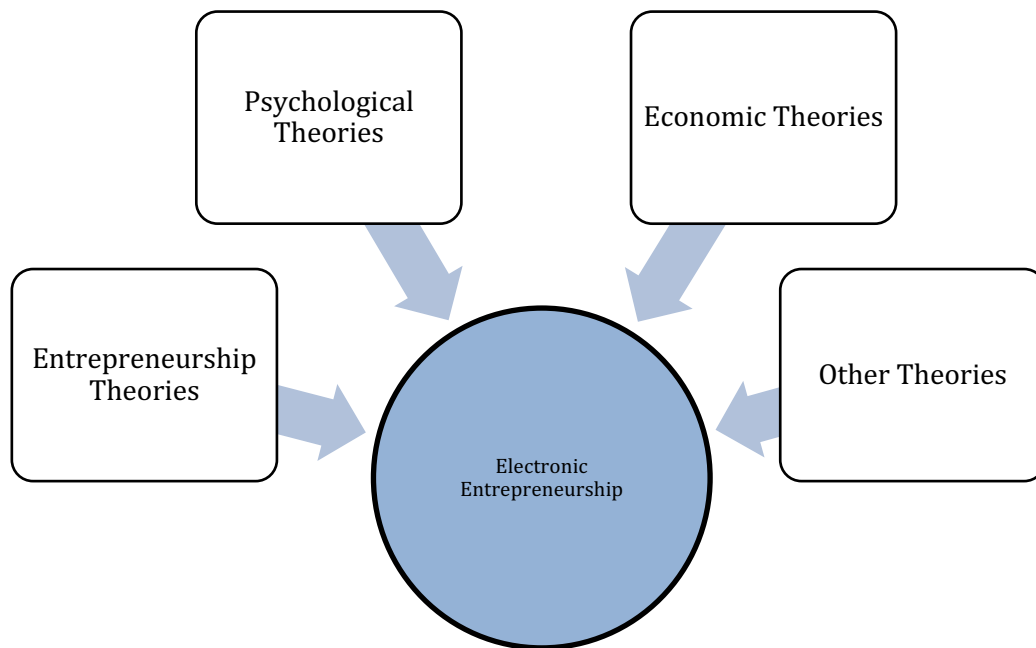 Psychological
Theories
Economic Theories
Entrepreneurship
Theories
Other Theories
Electronic
Entrepreneurship